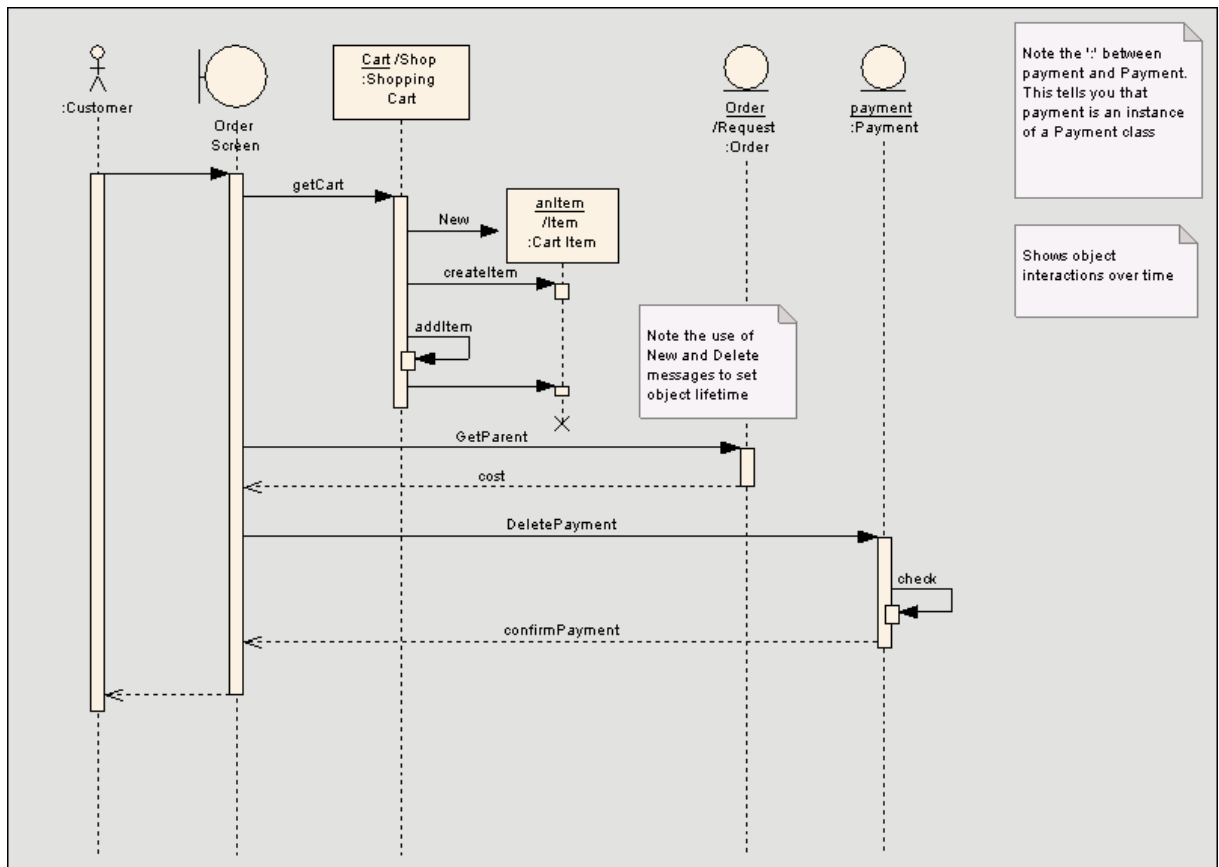 :Customer
Order
Screen
Cart /Shop
:Shopping
Cart
Order
/Request
:Order
payment
:Payment
Note the ':' between
payment and Payment.
This tells you that
payment is an instance
of a Payment class
getCart
New
anItem
/Item
:Cart Item
createItem
Shows object
interactions over time
addItem
Note the use of
New and Delete
messages to set
object lifetime
GetParent
cost
DeletePayment
check
confirmPayment